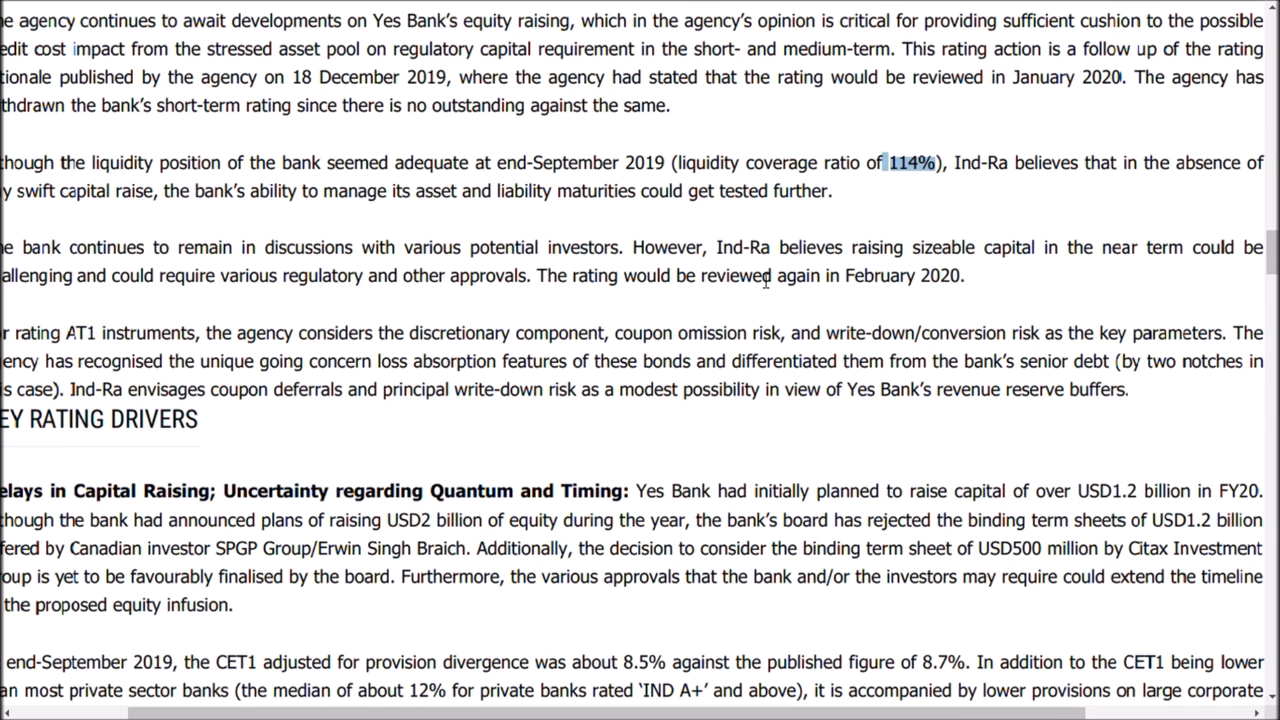 e agency continues to await developments on Yes Bank's equity raising, which in the agency's opinion is critical for providing sufficient cushion to the possible
edit cost impact from the stressed asset pool on regulatory capital requirement in the short- and medium-term. This rating action is a follow up of the rating
tionale published by the agency on 18 December 2019, where the agency had stated that the rating would be reviewed in January 2020. The agency has
thdrawn the bank's short-term rating since there is no outstanding against the same.
though the liquidity position of the bank seemed adequate at end-September 2019 (liquidity coverage ratio of 114%), Ind-Ra believes that in the absence of
y swift capital raise, the bank's ability to manage its asset and liability maturities could get tested further.
e bank continues to remain in discussions with various potential investors. However, Ind-Ra believes raising sizeable capital in the near term could be
allenging and could require various regulatory and other approvals. The rating would be reviewed again in February 2020.
r rating AT1 instruments, the agency considers the discretionary component, coupon omission risk, and write-down/conversion risk as the key parameters. The
ency has recognised the unique going concern loss absorption features of these bonds and differentiated them from the bank's senior debt (by two notches in
is case). Ind-Ra envisages coupon deferrals and principal write-down risk as a modest possibility in view of Yes Bank's revenue reserve buffers.
EY RATING DRIVERS
elays in Capital Raising; Uncertainty regarding Quantum and Timing: Yes Bank had initially planned to raise capital of over USD1.2 billion in FY20.
though the bank had announced plans of raising USD2 billion of equity during the year, the bank's board has rejected the binding term sheets of USD1.2 billion
fered by Canadian investor SPGP Group/Erwin Singh Braich. Additionally, the decision to consider the binding term sheet of USD500 million by Citax Investment
oup is yet to be favourably finalised by the board. Furthermore, the various approvals that the bank and/or the investors may require could extend the timeline
the proposed equity infusion.
end-September 2019, the CET1 adjusted for provision divergence was about 8.5% against the published figure of 8.7%. In addition to the CET1 being lower
an most private sector banks (the median of about 12% for private banks rated 'IND A+' and above), it is accompanied by lower provisions on large corporate